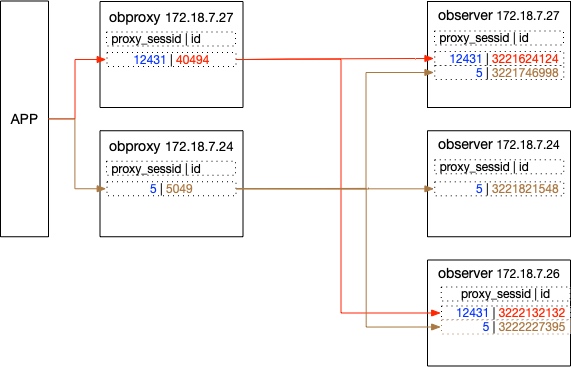 APP
obproxy 172.18.7.27
proxy_sessid | id
12431 | 40494
obproxy 172.18.7.24
proxy_sessid | id
5 | 5049
observer 172.18.7.27
proxy_sessid | id
12431 | 3221624124
5 | 3221746998
observer 172.18.7.24
proxy_sessid | id
5 | 3221821548
observer 172.18.7.26
proxy_sessid | id
12431 | 3222132132
5 | 3222227395